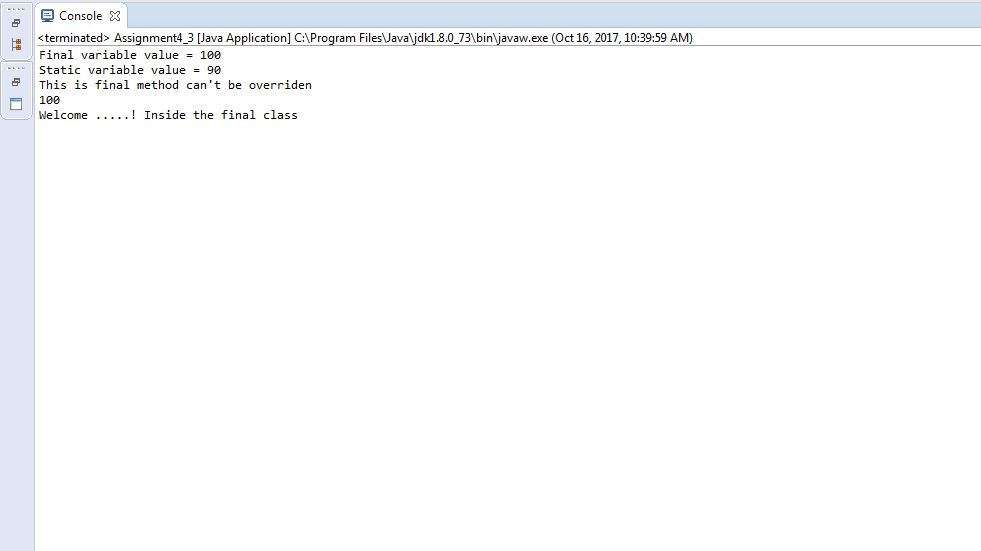 Console
<terminated> Assignment4_3 [Java Application] C:\Program Files\Java\jdk1.8.0_73\bin\javaw.exe (Oct 16, 2017, 10:39:59 AM)
Final variable value = 100
Static variable value = 90
This is final method can't be overriden
100
Welcome .....! Inside the final class